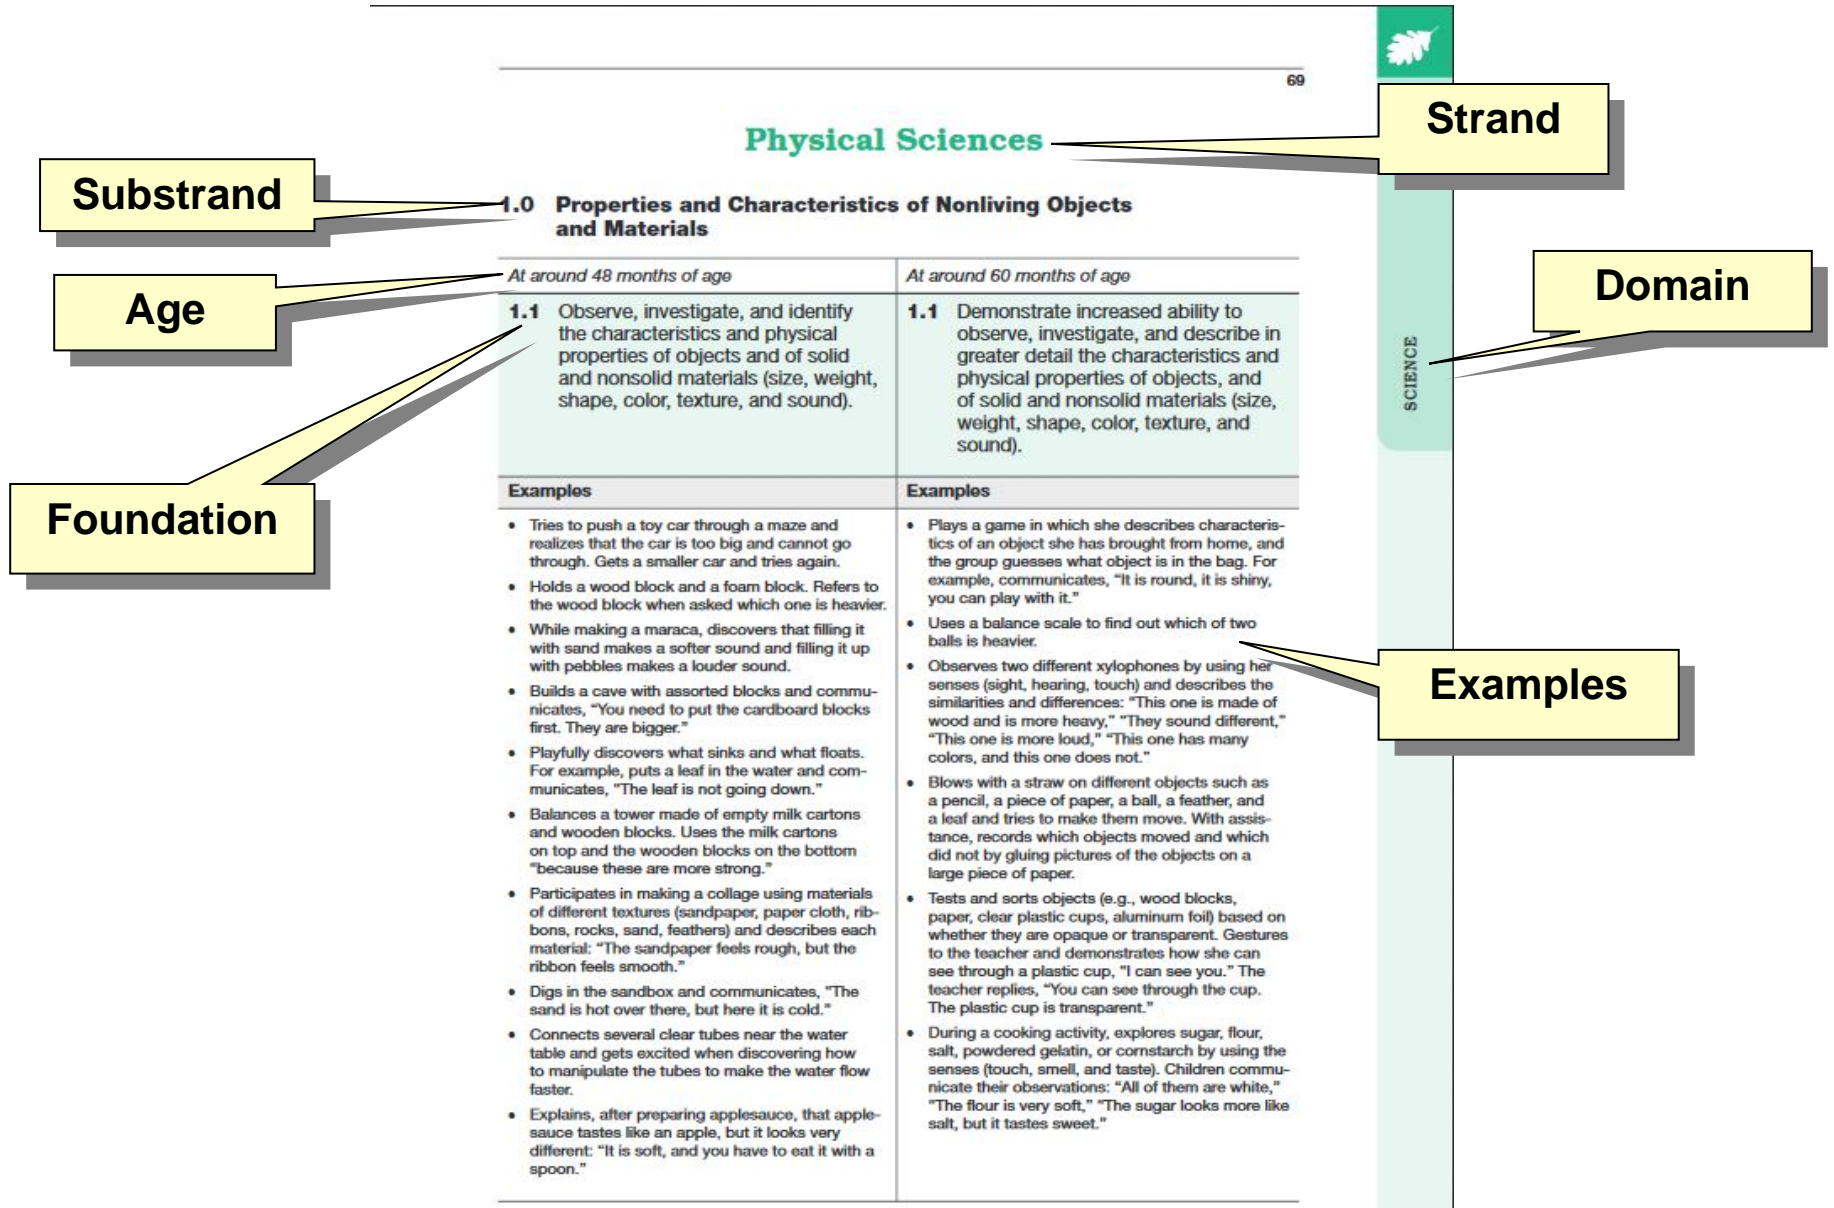 69
Strand
Physical Sciences
Substrand
1.0 Properties and Characteristics of Nonliving Objects
and Materials
Age
At around 48 months of age
At around 60 months of age
Domain
SCIENCE
Foundation
1.1 Observe, investigate, and identify
the characteristics and physical
properties of objects and of solid
and nonsolid materials (size, weight,
shape, color, texture, and sound).
1.1 Demonstrate increased ability to
observe, investigate, and describe in
greater detail the characteristics and
physical properties of objects, and
of solid and nonsolid materials (size,
weight, shape, color, texture, and
sound).
Examples
• Tries to push a toy car through a maze and
realizes that the car is too big and cannot go
through. Gets a smaller car and tries again.
• Holds a wood block and a foam block. Refers to
the wood block when asked which one is heavier.
• While making a maraca, discovers that filling it
with sand makes a softer sound and filling it up
with pebbles makes a louder sound.
• Builds a cave with assorted blocks and commu-
nicates, “You need to put the cardboard blocks
first. They are bigger.”
• Playfully discovers what sinks and what floats.
For example, puts a leaf in the water and com-
municates, “The leaf is not going down.”
• Balances a tower made of empty milk cartons
and wooden blocks. Uses the milk cartons
on top and the wooden blocks on the bottom
“because these are more strong.”
• Participates in making a collage using materials
of different textures (sandpaper, paper cloth, rib-
bons, rocks, sand, feathers) and describes each
material: “The sandpaper feels rough, but the
ribbon feels smooth.”
• Digs in the sandbox and communicates, “The
sand is hot over there, but here it is cold.”
• Connects several clear tubes near the water
table and gets excited when discovering how
to manipulate the tubes to make the water flow
faster.
• Explains, after preparing applesauce, that apple-
sauce tastes like an apple, but it looks very
different: “It is soft, and you have to eat it with a
spoon.”
Examples
• Plays a game in which she describes characteris-
tics of an object she has brought from home, and
the group guesses what object is in the bag. For
example, communicates, “It is round, it is shiny,
you can play with it.”
• Uses a balance scale to find out which of two
balls is heavier.
• Observes two different xylophones by using her
senses (sight, hearing, touch) and describes the
similarities and differences: “This one is made of
wood and is more heavy,” “They sound different,”
“This one is more loud,” “This one has many
colors, and this one does not.”
• Blows with a straw on different objects such as
a pencil, a piece of paper, a ball, a feather, and
a leaf and tries to make them move. With assis-
tance, records which objects moved and which
did not by gluing pictures of the objects on a
large piece of paper.
• Tests and sorts objects (e.g., wood blocks,
paper, clear plastic cups, aluminum foil) based on
whether they are opaque or transparent. Gestures
to the teacher and demonstrates how she can
see through a plastic cup, “I can see you.” The
teacher replies, “You can see through the cup.
The plastic cup is transparent.”
• During a cooking activity, explores sugar, flour,
salt, powdered gelatin, or cornstarch by using the
senses (touch, smell, and taste). Children commu-
nicate their observations: “All of them are white,”
“The flour is very soft,” “The sugar looks more like
salt, but it tastes sweet.”
Examples